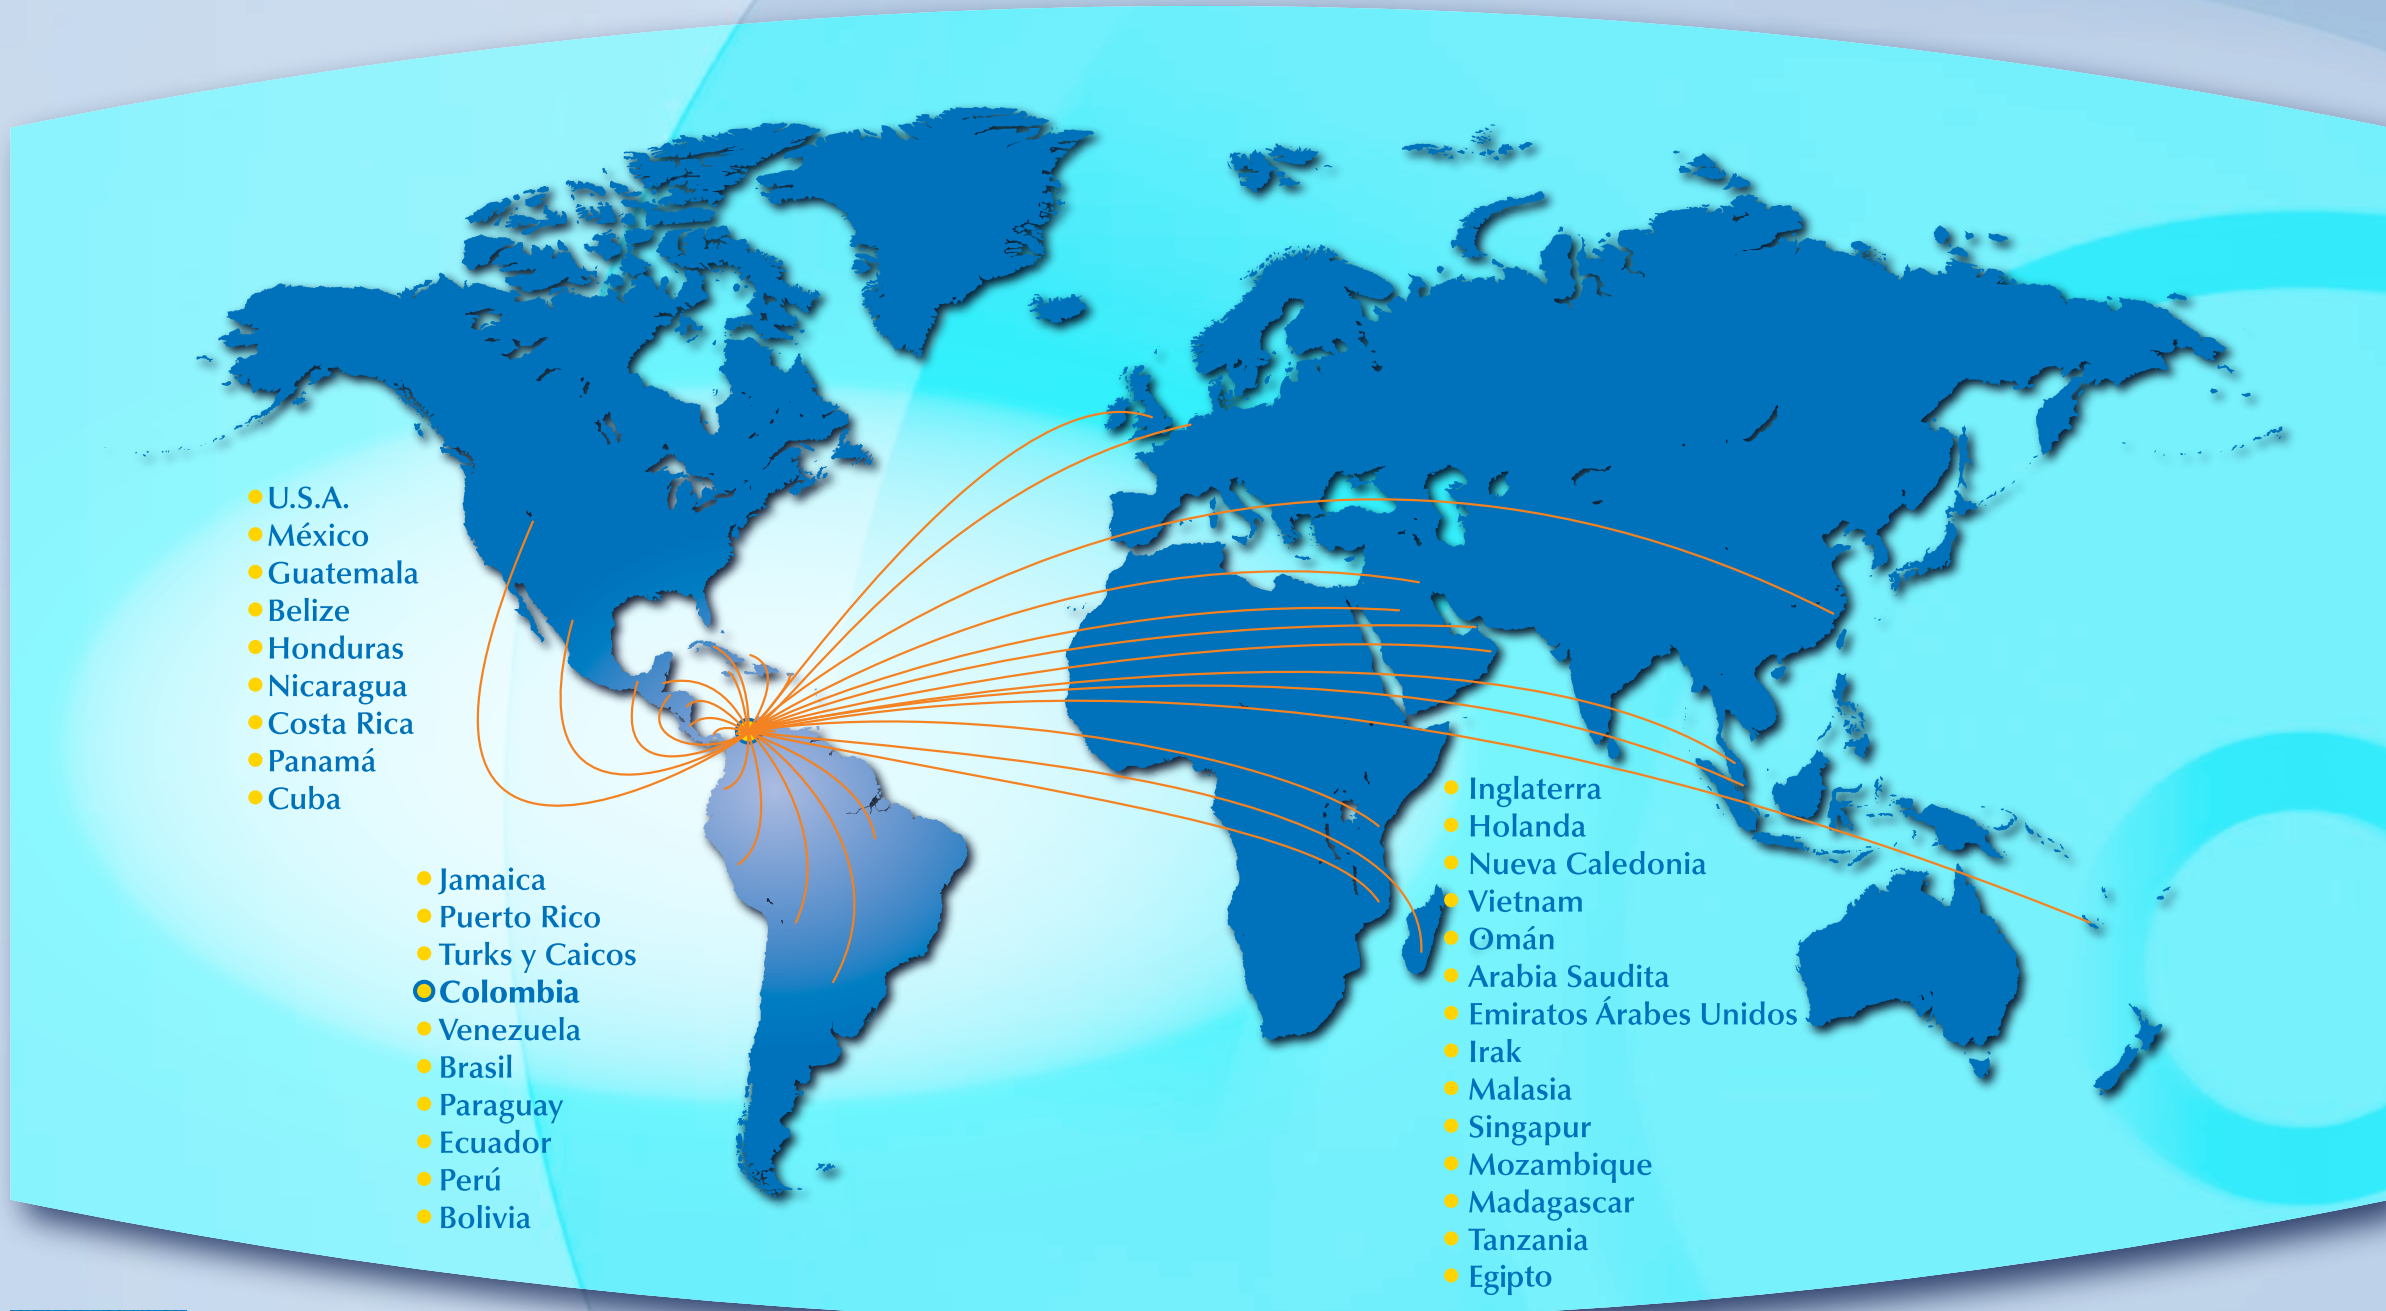 U.S.A.
México
Guatemala
Belize
Honduras
Nicaragua
Costa Rica
Panamá
Cuba
Jamaica
Puerto Rico
Turks y Caicos
Colombia
Venezuela
Brasil
Paraguay
Ecuador
Perú
Bolivia
Inglaterra
Holanda
Nueva Caledonia
Vietnam
Omán
Arabia Saudita
Emiratos Árabes Unidos
Irak
Malasia
Singapur
Mozambique
Madagascar
Tanzania
Egipto